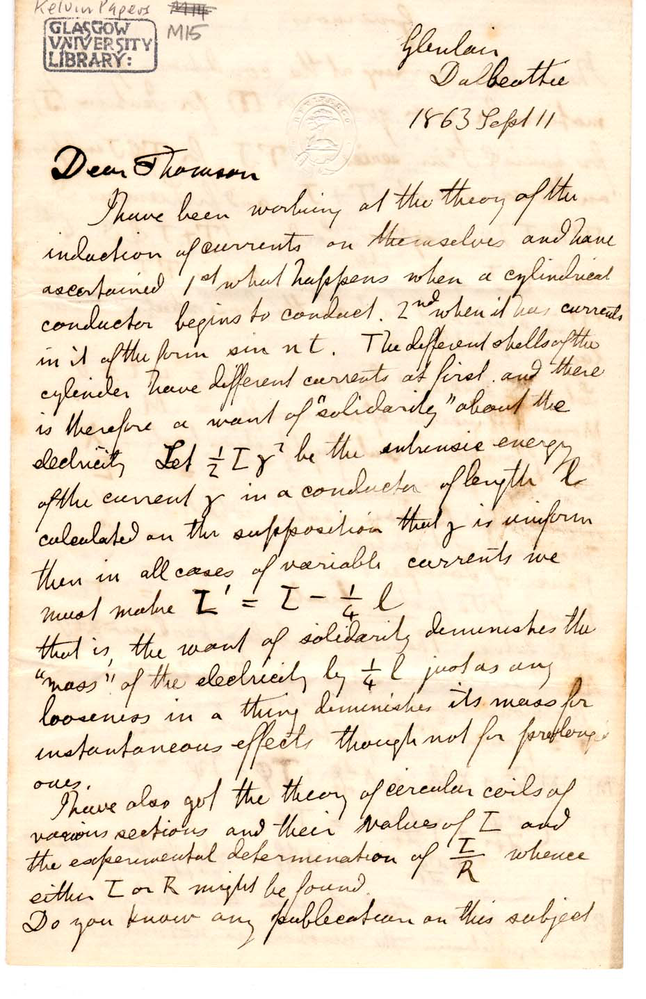 Kelvin Papers M14
M15
GLASGOW
UNIVERSITY
LIBRARY:
Glenlair
Dalbeattie
1863 Sept 11
Dear Thomson
I have been working at the theory of the
induction of currents on themselves and have
ascertained 1st what happens when a cylindrical
conductor begins to conduct. 2nd when it has currents
in it of the form sin nt. The different shells of the
cylinder have different currents at first. and there
is therefore a want of "solidarity" about the
electricity Let ½ I γ² be the intrinsic energy
of the current γ in a conductor of length l
calculated on the supposition that γ is uniform
then in all cases of variable currents we
must make I' = I − ¼ l
that is, the want of solidarity diminishes the
"mass" of the electricity by ¼ l just as any
looseness in a thing diminishes its mass for
instantaneous effects though not for prolong
ones.
I have also got the theory of circular coils of
various sections and their values of I and
the experimental determination of I/R whence
either I or R might be found.
Do you know any publication on this subject